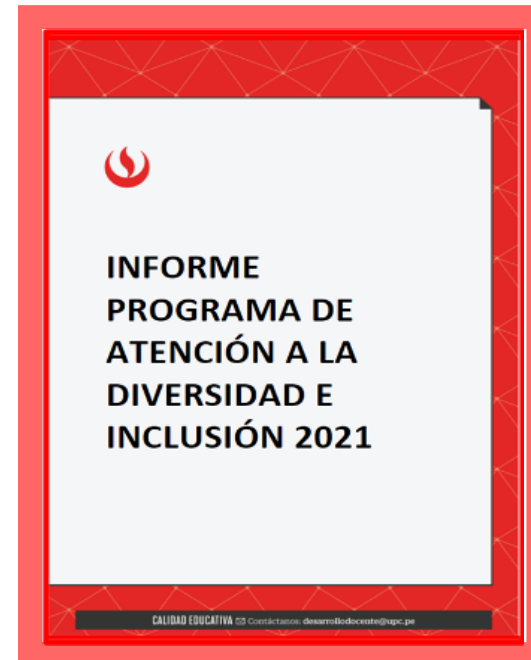 INFORME
PROGRAMA DE
ATENCIÓN A LA
DIVERSIDAD E
INCLUSIÓN 2021
CALIDAD EDUCATIVA ✉ Contáctanos: desarrollodocente@upc.pe